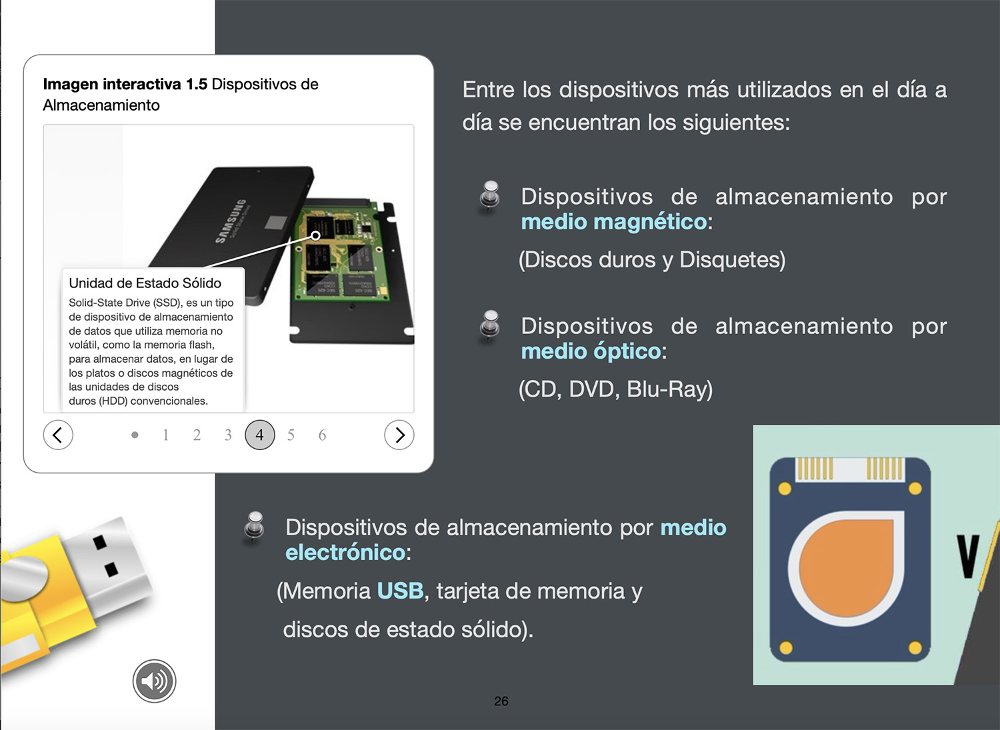 Imagen interactiva 1.5 Dispositivos de
Almacenamiento
SAMSUNG
Solid State Drive
Unidad de Estado Sólido
Solid-State Drive (SSD), es un tipo
de dispositivo de almacenamiento
de datos que utiliza memoria no
volátil, como la memoria flash,
para almacenar datos, en lugar de
los platos o discos magnéticos de
las unidades de discos
duros (HDD) convencionales.
1 2 3 4 5 6
Entre los dispositivos más utilizados en el día a
día se encuentran los siguientes:
Dispositivos de almacenamiento por
medio magnético:
(Discos duros y Disquetes)
Dispositivos de almacenamiento por
medio óptico:
(CD, DVD, Blu-Ray)
Dispositivos de almacenamiento por medio
electrónico:
(Memoria USB, tarjeta de memoria y
discos de estado sólido).
V
26